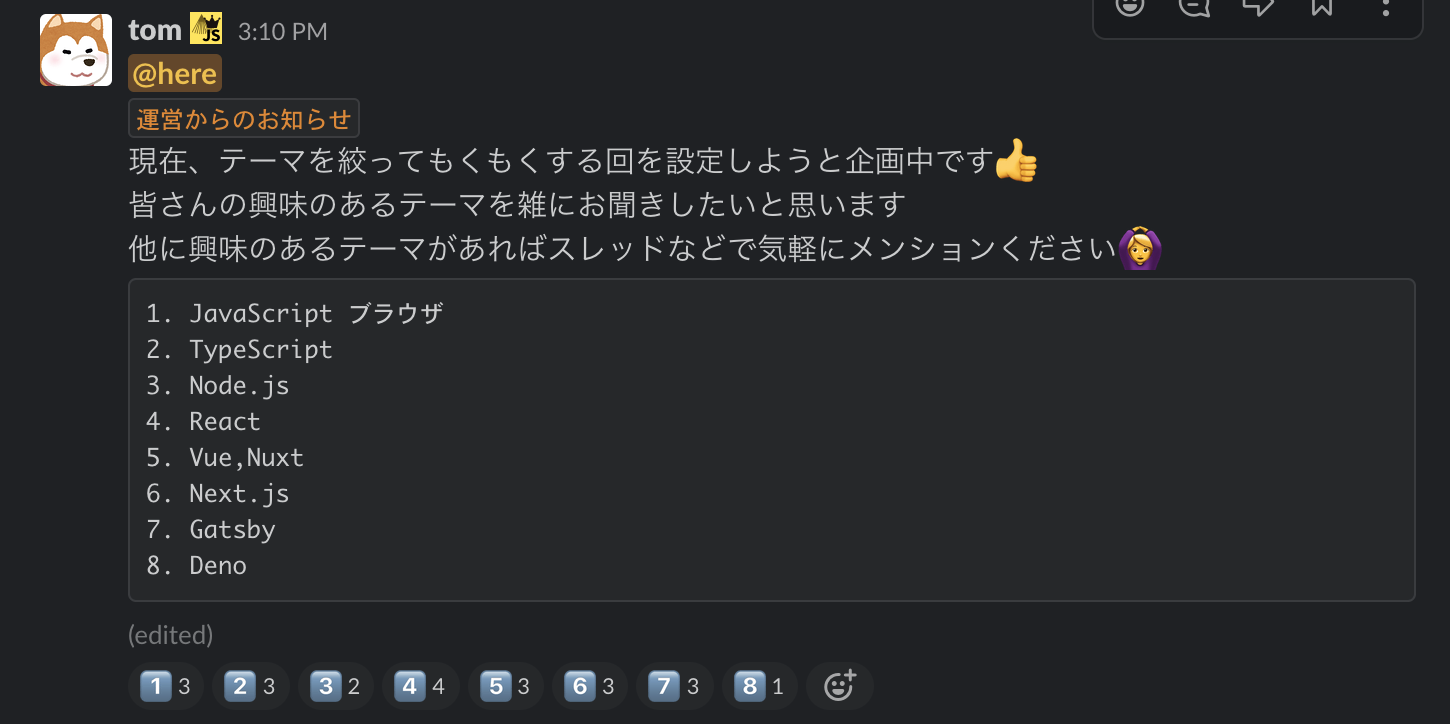 tom JS 3:10 PM
@here
運営からのお知らせ
現在、テーマを絞ってもくもくする回を設定しようと企画中です👍
皆さんの興味のあるテーマを雑にお聞きしたいと思います
他に興味のあるテーマがあればスレッドなどで気軽にメンションください🙆‍♀️
1. JavaScript ブラウザ
2. TypeScript
3. Node.js
4. React
5. Vue,Nuxt
6. Next.js
7. Gatsby
8. Deno
(edited)
1 3 2 3 3 2 4 4 5 3 6 3 7 3 8 1